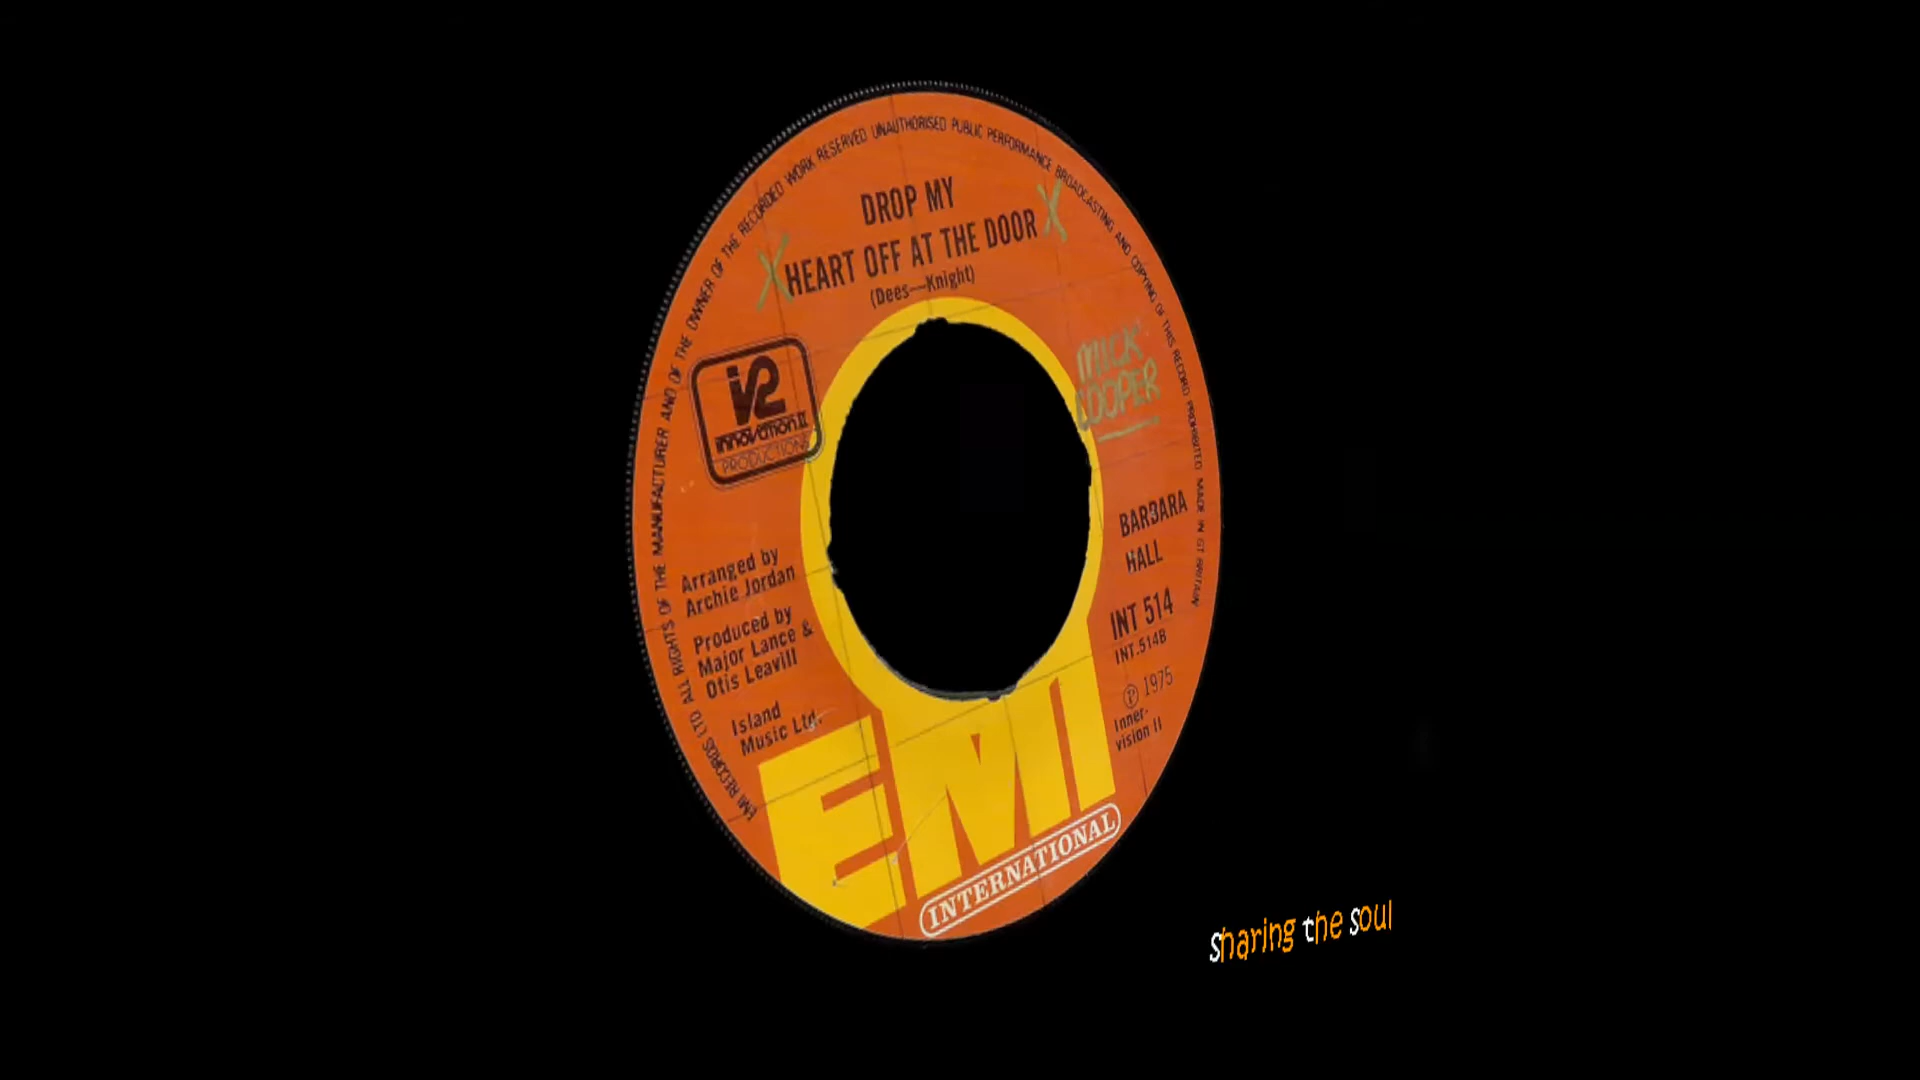 EMI RECORDS LTD ALL RIGHTS OF THE MANUFACTURER AND OF THE OWNER OF THE RECORDED WORK RESERVED UNAUTHORISED PUBLIC PERFORMANCE BROADCASTING AND COPYING OF THIS RECORD PROHIBITED MADE IN GT BRITAIN
DROP MY
X HEART OFF AT THE DOOR X
(Dees—Knight)
i2
innovation II
PRODUCTIONS
MICK
COOPER
BARBARA
HALL
Arranged by
Archie Jordan
Produced by
Major Lance &
Otis Leavill
Island
Music Ltd.
INT 514
INT.514B
℗ 1975
Inner-
vision II
EMI
INTERNATIONAL
sharing the soul